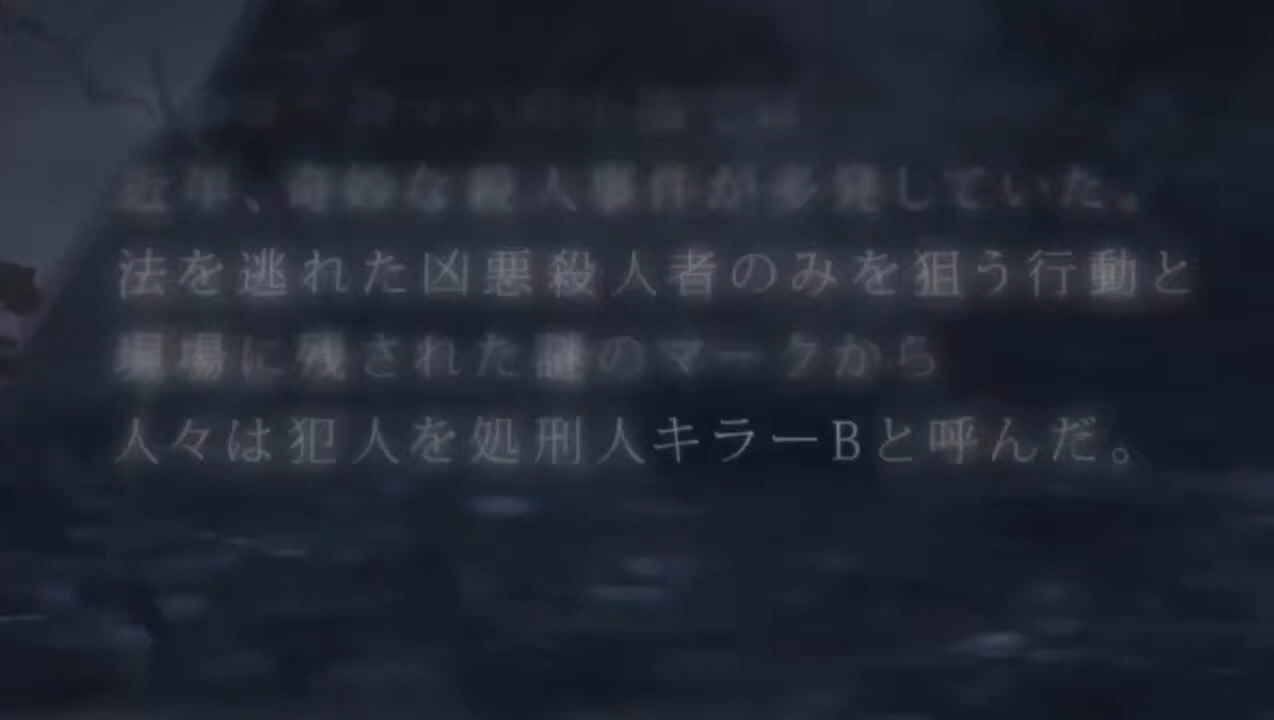 近年、奇妙な殺人事件が多発していた。
法を逃れた凶悪殺人者のみを狙う行動と
現場に残された謎のマークから
人々は犯人を処刑人キラーBと呼んだ。